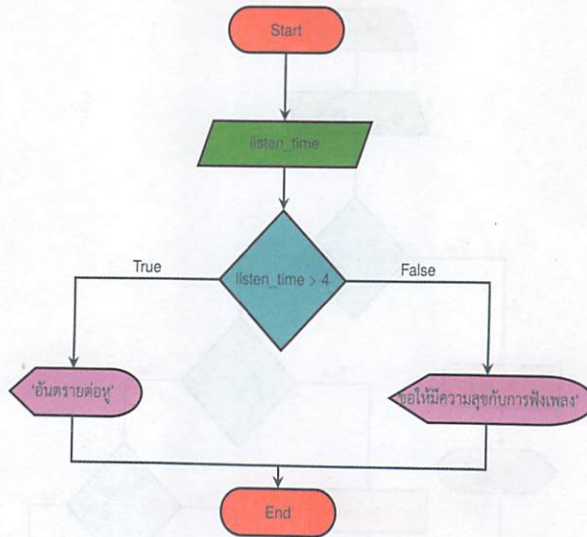 Start
listen_time
listen_time > 4
True
False
'อันตรายต่อหู'
'ขอให้มีความสุขกับการฟังเพลง'
End